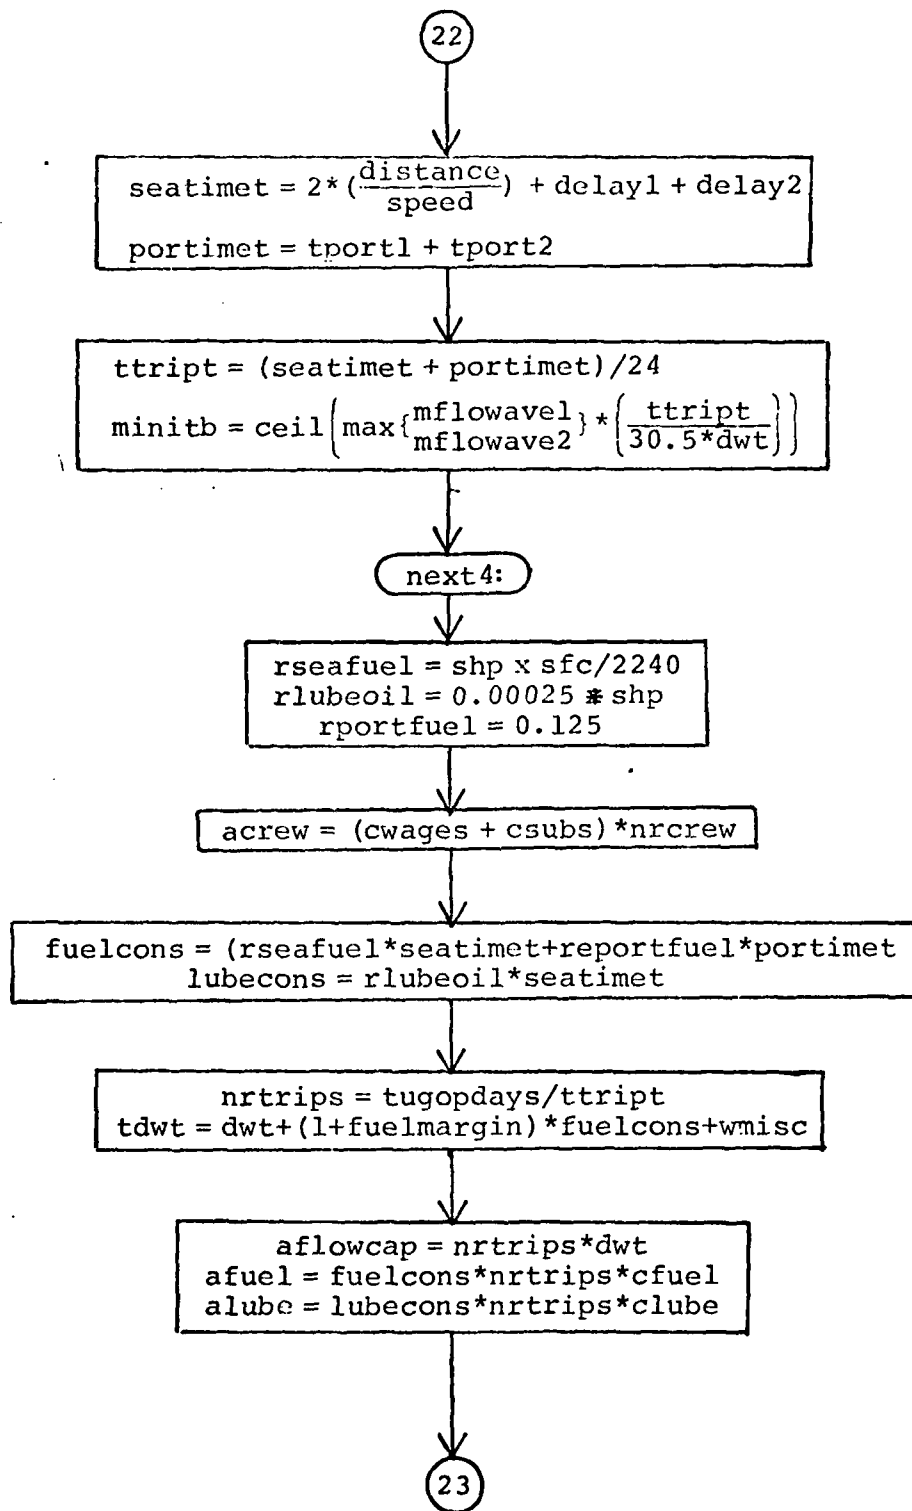 22
seatimet = 2*(distance/speed) + delay1 + delay2
portimet = tport1 + tport2
ttript = (seatimet + portimet)/24
minitb = ceil(max{mflowave1 mflowave2}*(ttript/30.5*dwt))
next4:
rseafuel = shp x sfc/2240
rlubeoil = 0.00025 * shp
rportfuel = 0.125
acrew = (cwages + csubs)*nrcrew
fuelcons = (rseafuel*seatimet+reportfuel*portimet
lubecons = rlubeoil*seatimet
nrtrips = tugopdays/ttript
tdwt = dwt+(1+fuelmargin)*fuelcons+wmisc
aflowcap = nrtrips*dwt
afuel = fuelcons*nrtrips*cfuel
alube = lubecons*nrtrips*clube
23